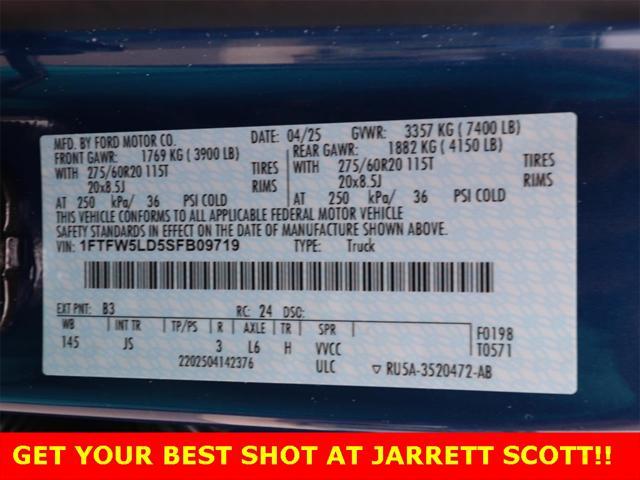 MFD. BY FORD MOTOR CO. DATE: 04/25 GVWR: 3357 KG ( 7400 LB)
FRONT GAWR: 1769 KG ( 3900 LB) REAR GAWR: 1882 KG ( 4150 LB)
WITH 275/60R20 115T TIRES WITH 275/60R20 115T TIRES
20x8.5J RIMS 20x8.5J RIMS
AT 250 kPa/ 36 PSI COLD AT 250 kPa/ 36 PSI COLD
THIS VEHICLE CONFORMS TO ALL APPLICABLE FEDERAL MOTOR VEHICLE
SAFETY STANDARDS IN EFFECT ON THE DATE OF MANUFACTURE SHOWN ABOVE.
VIN: 1FTFW5LD5SFB09719 TYPE: Truck
EXT PNT: B3 RC: 24 DSO:
WB INT TR TP/PS R AXLE TR SPR F0198
145 JS 3 L6 H VVCC T0571
2202504142376 ULC ▽ RU5A-3520472-AB
GET YOUR BEST SHOT AT JARRETT SCOTT!!